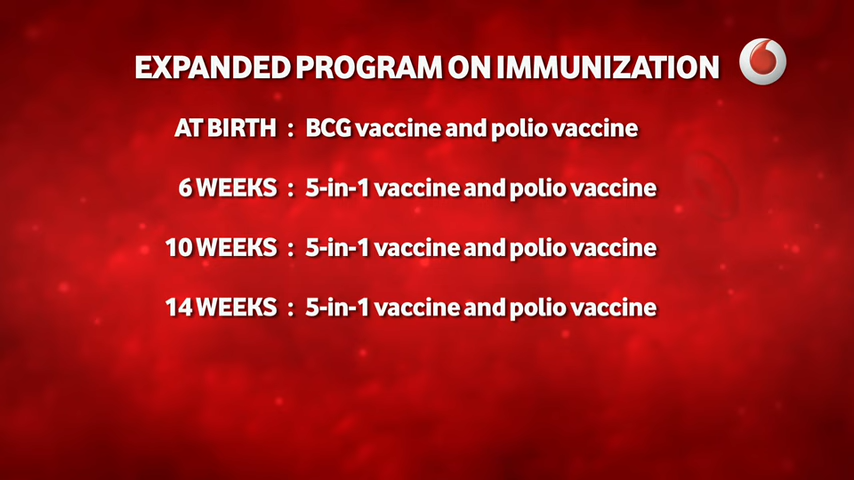 EXPANDED PROGRAM ON IMMUNIZATION
AT BIRTH : BCG vaccine and polio vaccine
6 WEEKS : 5-in-1 vaccine and polio vaccine
10 WEEKS : 5-in-1 vaccine and polio vaccine
14 WEEKS : 5-in-1 vaccine and polio vaccine